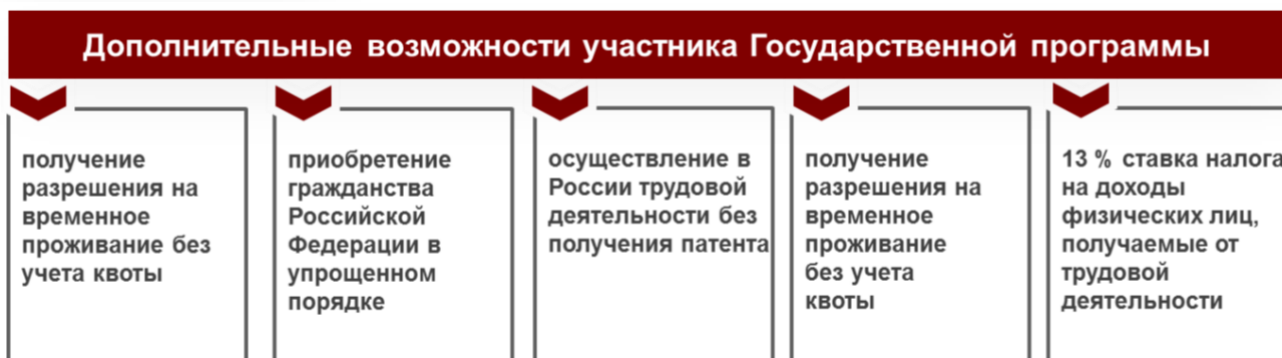 Дополнительные возможности участника Государственной программы
получение
разрешения на
временное
проживание без
учета квоты
приобретение
гражданства
Российской
Федерации в
упрощенном
порядке
осуществление в
России трудовой
деятельности без
получения патента
получение
разрешения на
временное
проживание
без учета
квоты
13 % ставка налога
на доходы
физических лиц,
получаемые от
трудовой
деятельности